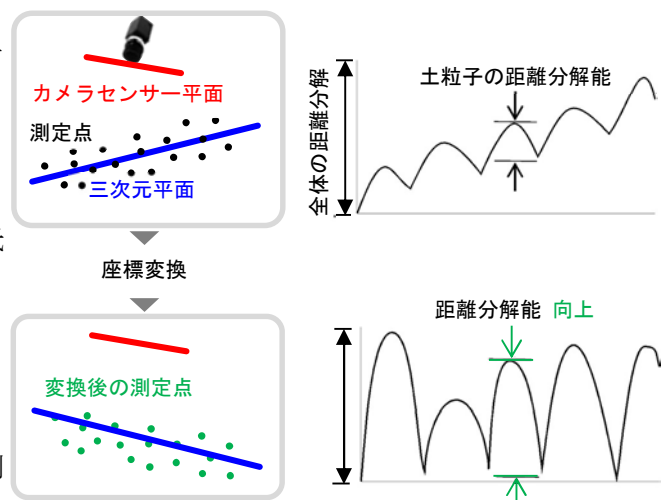 カメラセンサー平面
測定点
三次元平面
全体の距離分解
土粒子の距離分解能
座標変換
変換後の測定点
距離分解能 向上